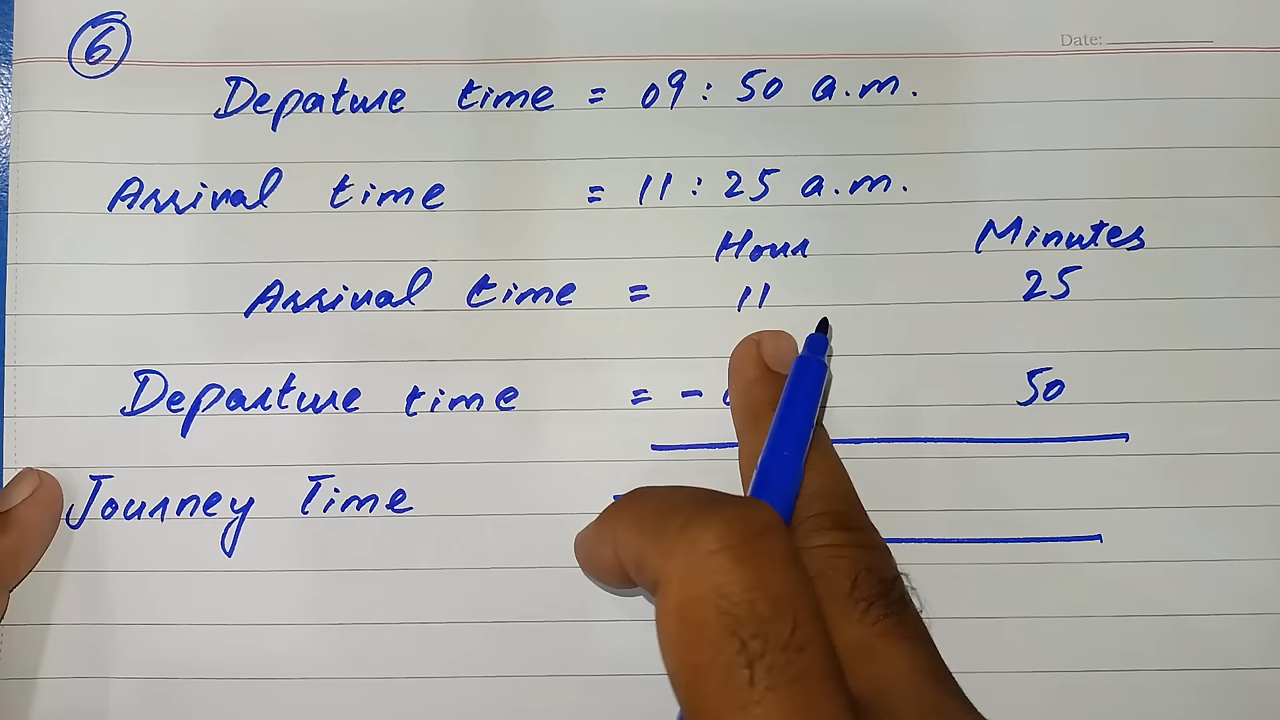 6
Date:
Depature time = 09 : 50 a.m.
Arrival time = 11 : 25 a.m.
Hour Minutes
Arrival time = 11 25
Departure time = - 50
Journey Time =